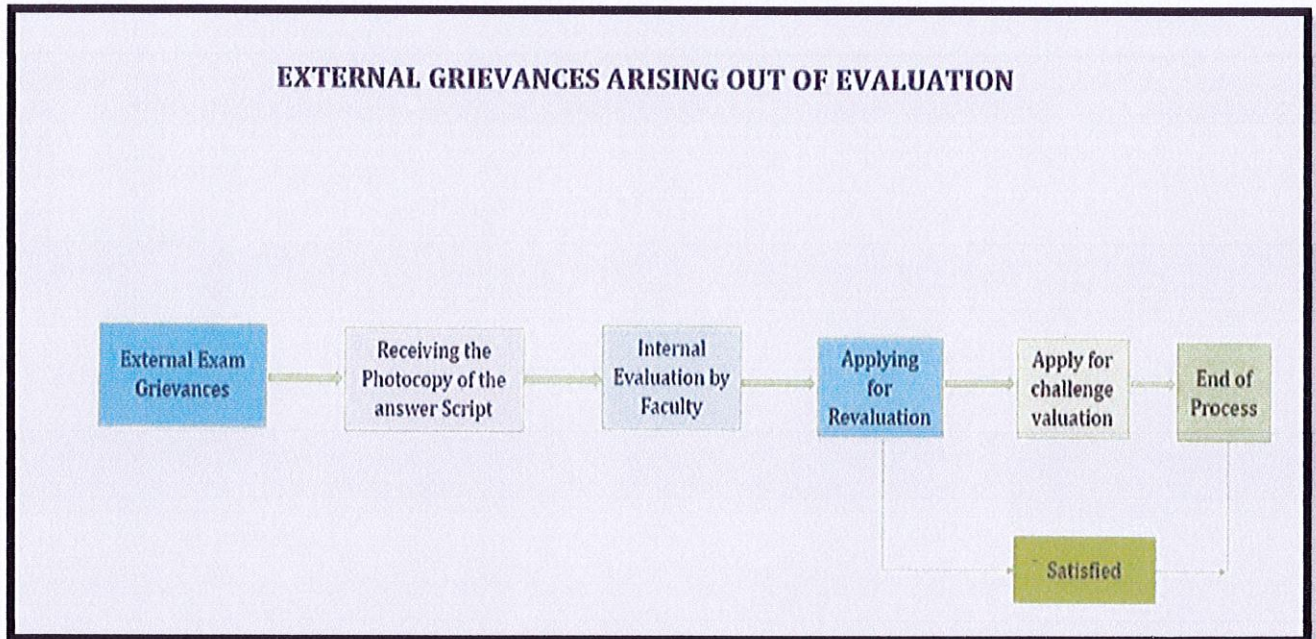 EXTERNAL GRIEVANCES ARISING OUT OF EVALUATION
External Exam
Grievances
Receiving the
Photocopy of the
answer Script
Internal
Evaluation by
Faculty
Applying
for
Revaluation
Apply for
challenge
valuation
End of
Process
Satisfied